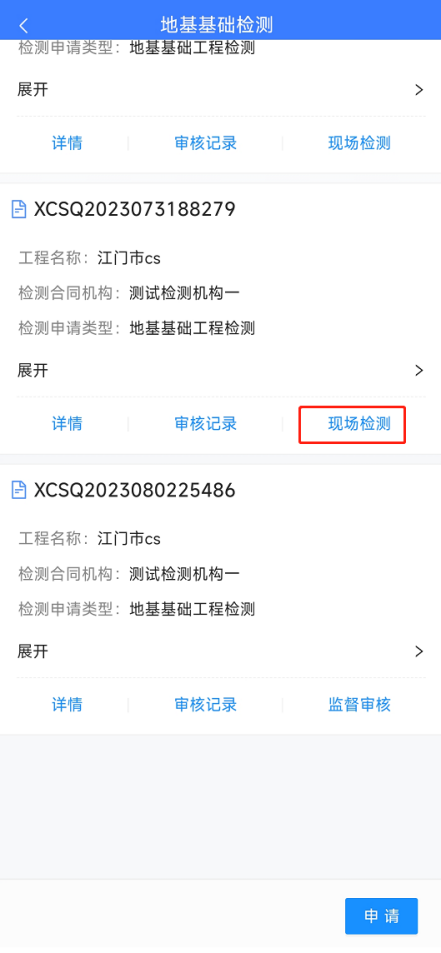 地基基础检测
检测申请类型：地基基础工程检测
展开
详情 审核记录 现场检测
XCSQ2023073188279
工程名称：江门市cs
检测合同机构：测试检测机构一
检测申请类型：地基基础工程检测
展开
详情 审核记录 现场检测
XCSQ2023080225486
工程名称：江门市cs
检测合同机构：测试检测机构一
检测申请类型：地基基础工程检测
展开
详情 审核记录 监督审核
申请